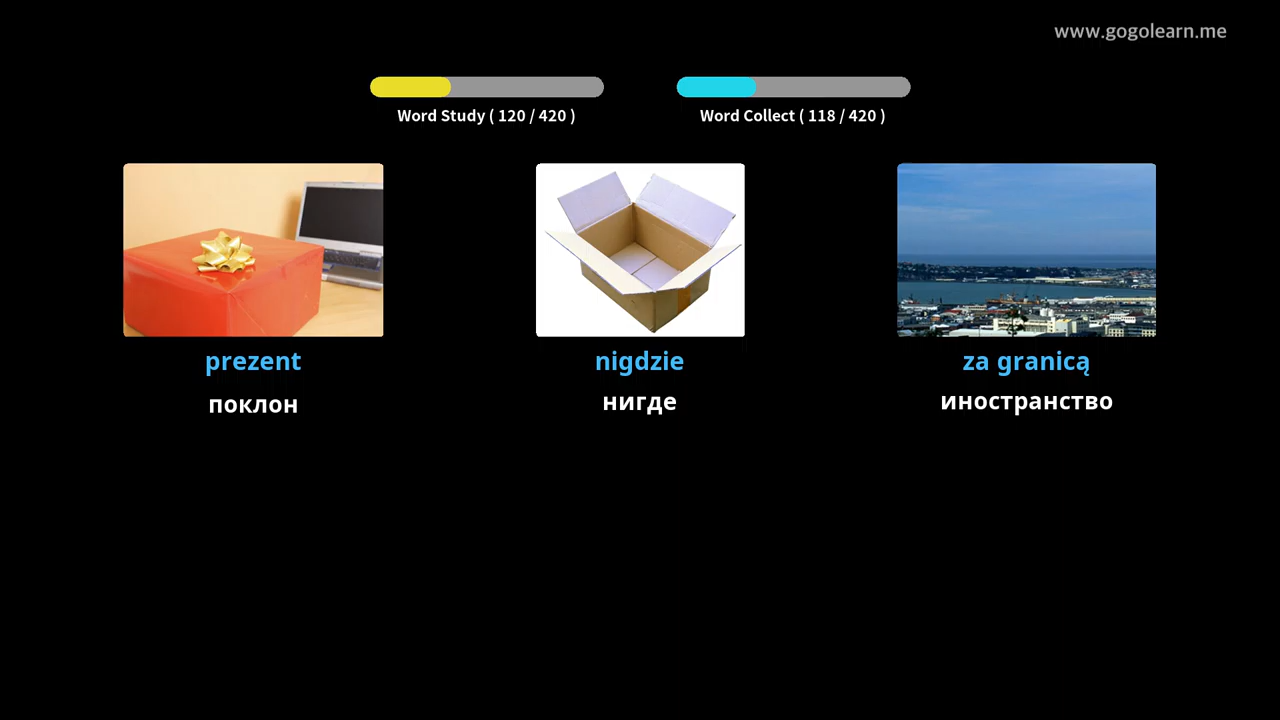 www.gogolearn.me
Word Study ( 120 / 420 )
Word Collect ( 118 / 420 )
prezent
nigdzie
za granicą
поклон
нигде
иностранство